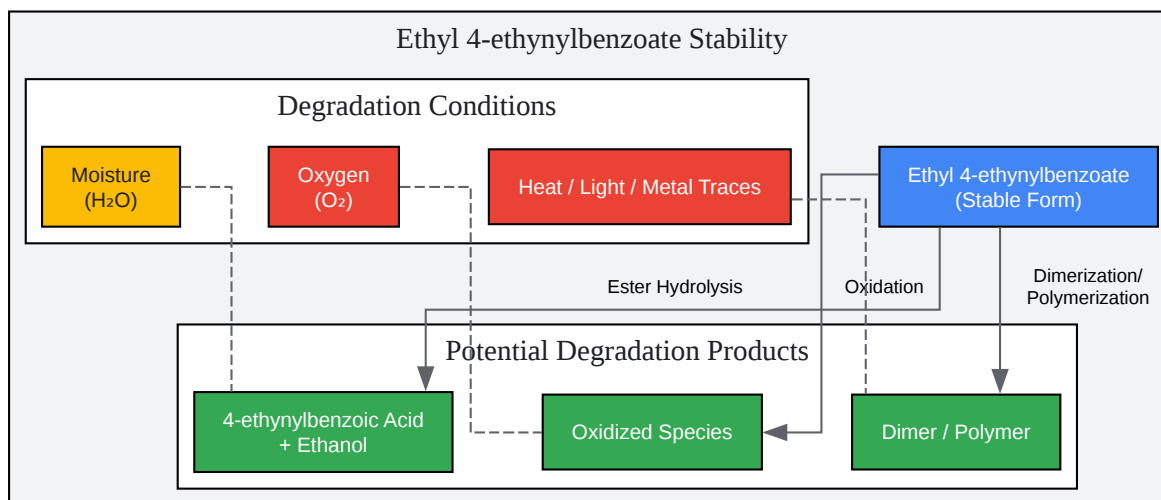 Ethyl 4-ethynylbenzoate Stability
Degradation Conditions
Moisture
(H₂O)
Oxygen
(O₂)
Heat / Light / Metal Traces
Ethyl 4-ethynylbenzoate
(Stable Form)
Ester Hydrolysis
Oxidation
Dimerization/
Polymerization
Potential Degradation Products
4-ethynylbenzoic Acid
+ Ethanol
Oxidized Species
Dimer / Polymer